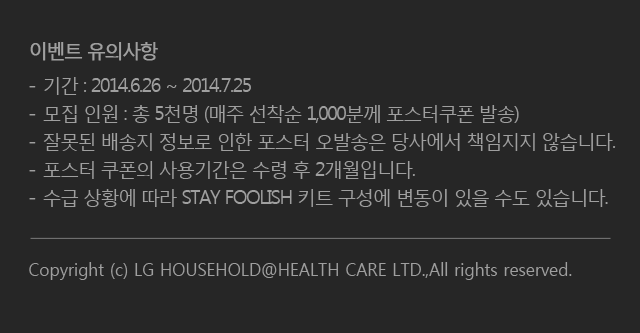 이벤트 유의사항
- 기간 : 2014.6.26 ~ 2014.7.25
- 모집 인원 : 총 5천명 (매주 선착순 1,000분께 포스터쿠폰 발송)
- 잘못된 배송지 정보로 인한 포스터 오발송은 당사에서 책임지지 않습니다.
- 포스터 쿠폰의 사용기간은 수령 후 2개월입니다.
- 수급 상황에 따라 STAY FOOLISH 키트 구성에 변동이 있을 수도 있습니다.
Copyright (c) LG HOUSEHOLD@HEALTH CARE LTD.,All rights reserved.